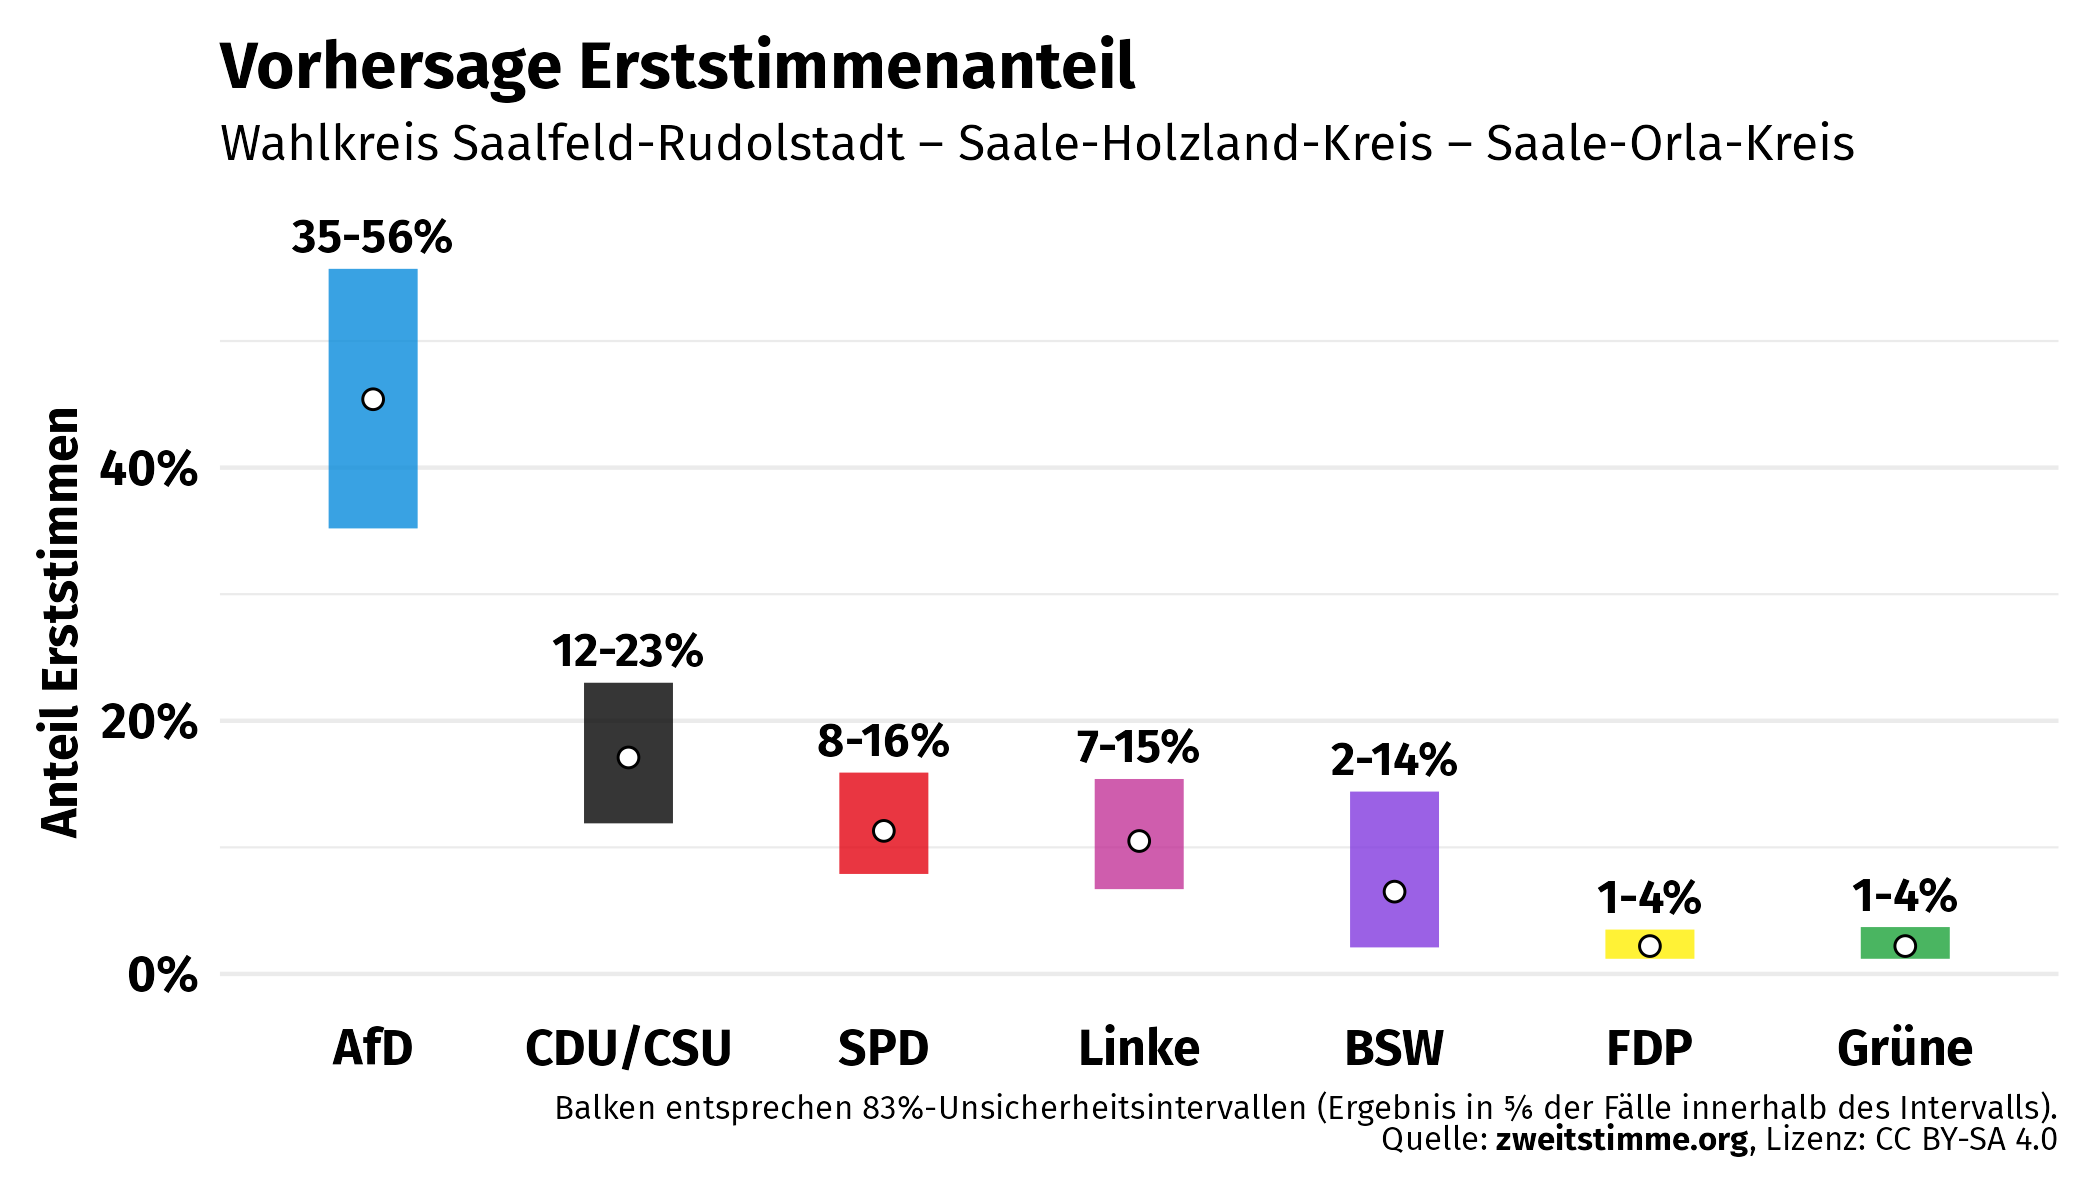 Vorhersage Erststimmenanteil
Wahlkreis Saalfeld-Rudolstadt – Saale-Holzland-Kreis – Saale-Orla-Kreis
Anteil Erststimmen
40%
20%
0%
35-56%
12-23%
8-16%
7-15%
2-14%
1-4%
1-4%
AfD
CDU/CSU
SPD
Linke
BSW
FDP
Grüne
Balken entsprechen 83%-Unsicherheitsintervallen (Ergebnis in ⅚ der Fälle innerhalb des Intervalls).
Quelle: zweitstimme.org, Lizenz: CC BY-SA 4.0